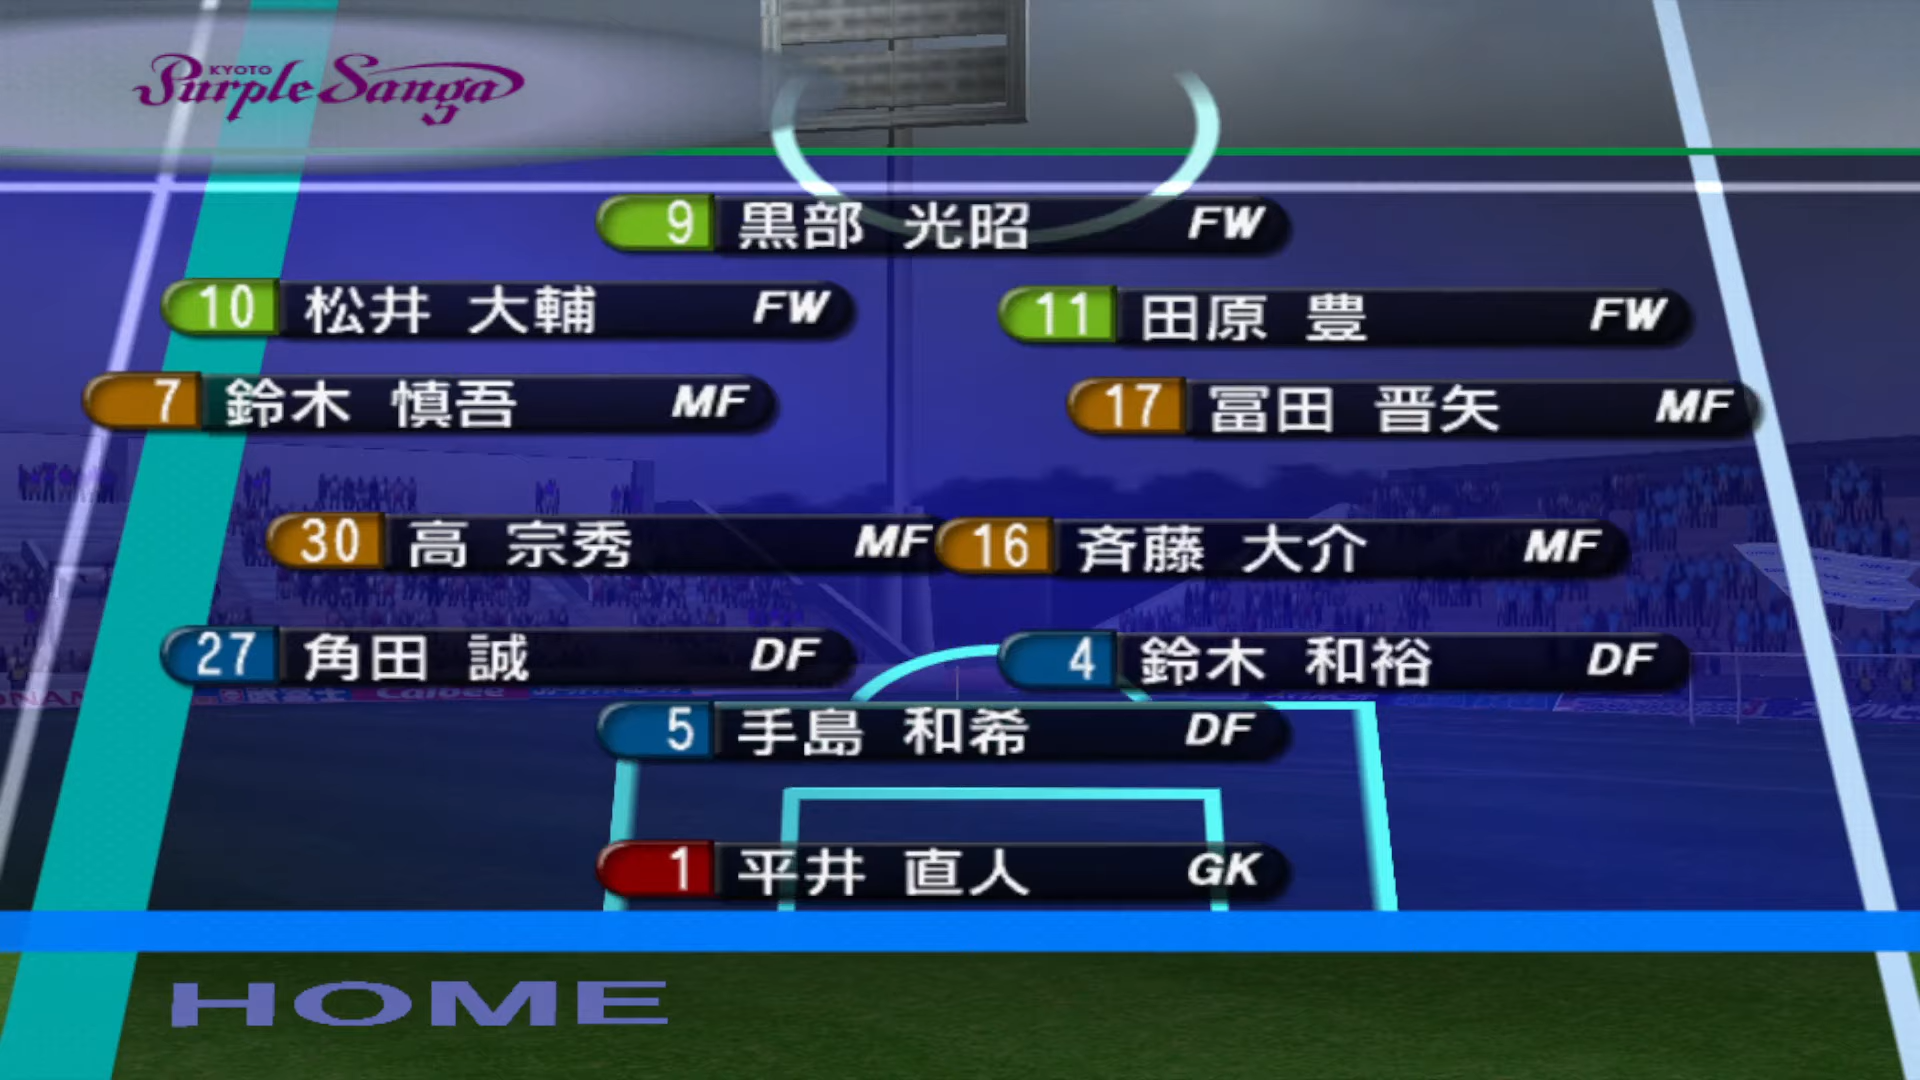 KYOTO
Purple Sanga
9 黒部 光昭 FW
10 松井 大輔 FW
11 田原 豊 FW
7 鈴木 慎吾 MF
17 冨田 晋矢 MF
30 高 宗秀 MF
16 斉藤 大介 MF
27 角田 誠 DF
4 鈴木 和裕 DF
5 手島 和希 DF
1 平井 直人 GK
Calbee
HOME